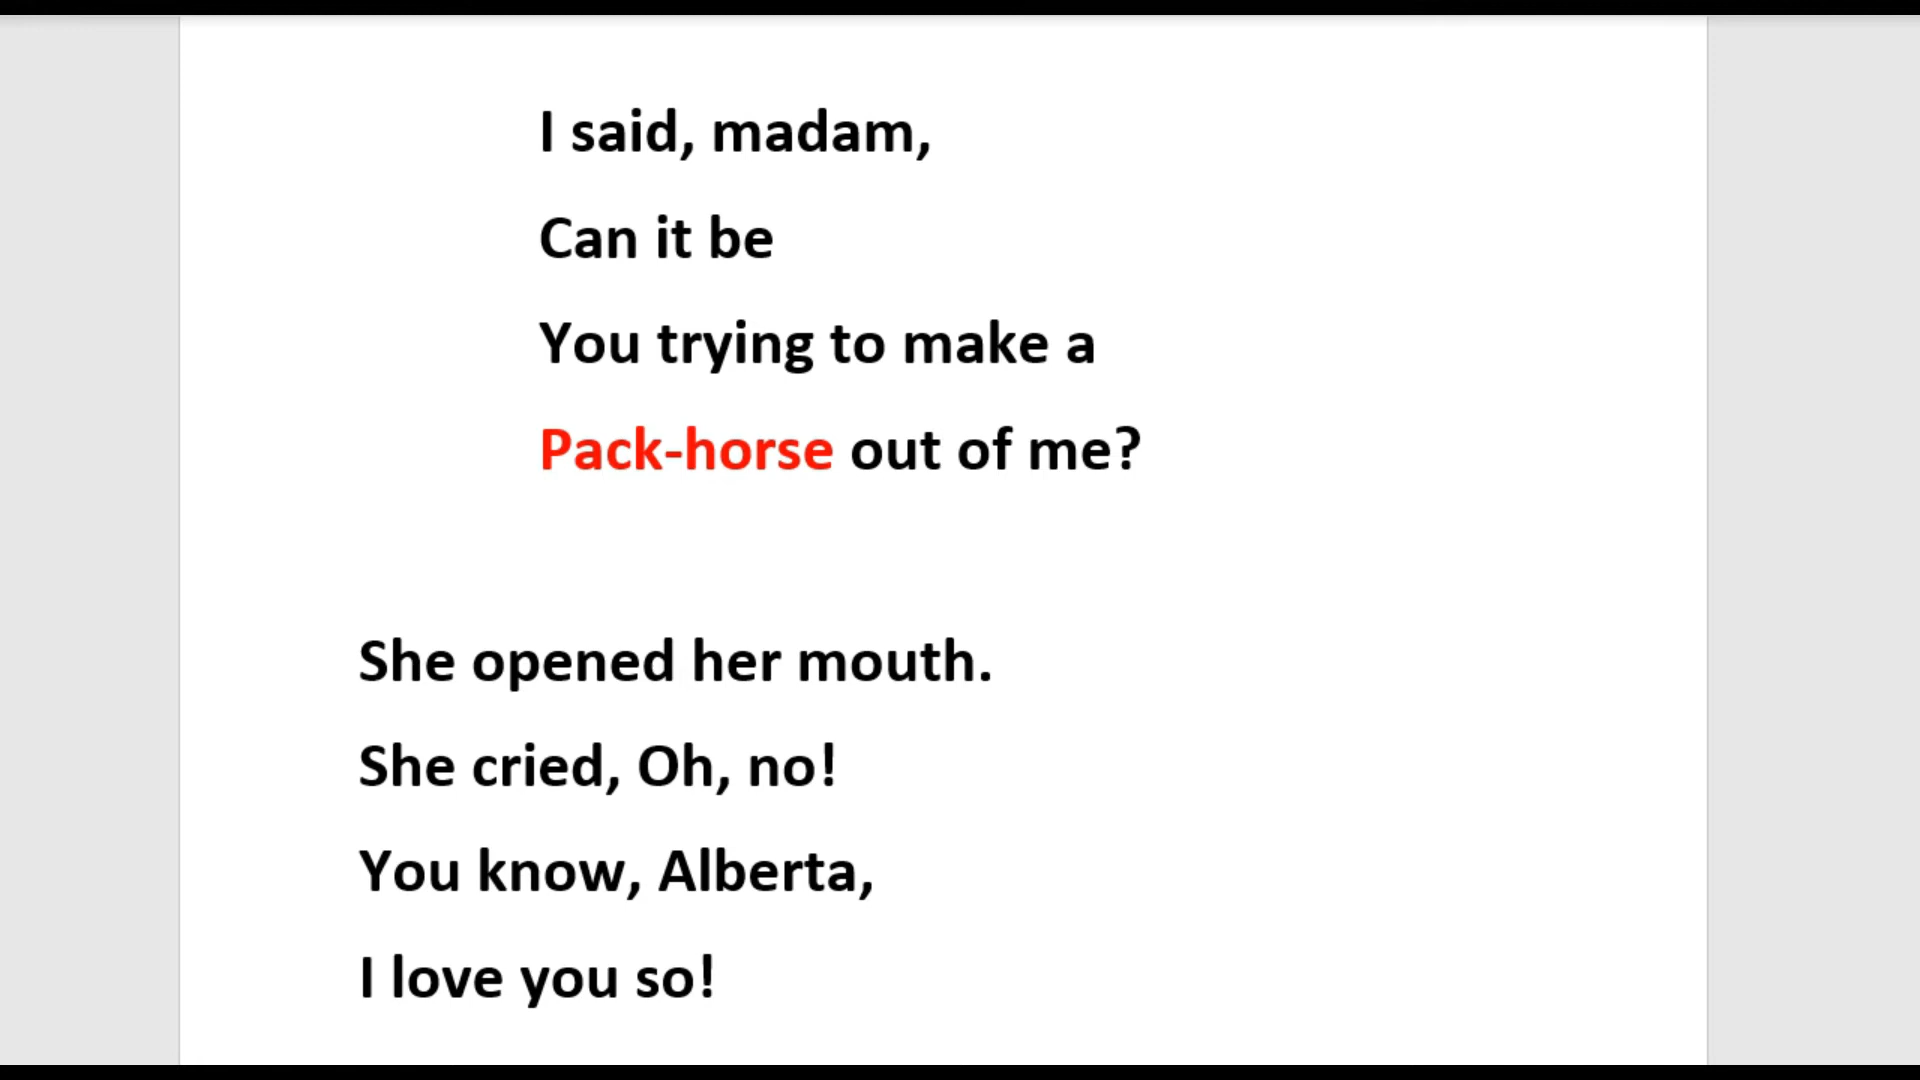 I said, madam,
Can it be
You trying to make a
Pack-horse out of me?
She opened her mouth.
She cried, Oh, no!
You know, Alberta,
I love you so!